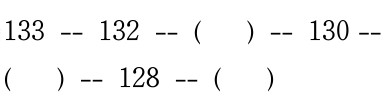 133 -- 132 -- (    ) -- 130 --
(    ) -- 128 -- (    )